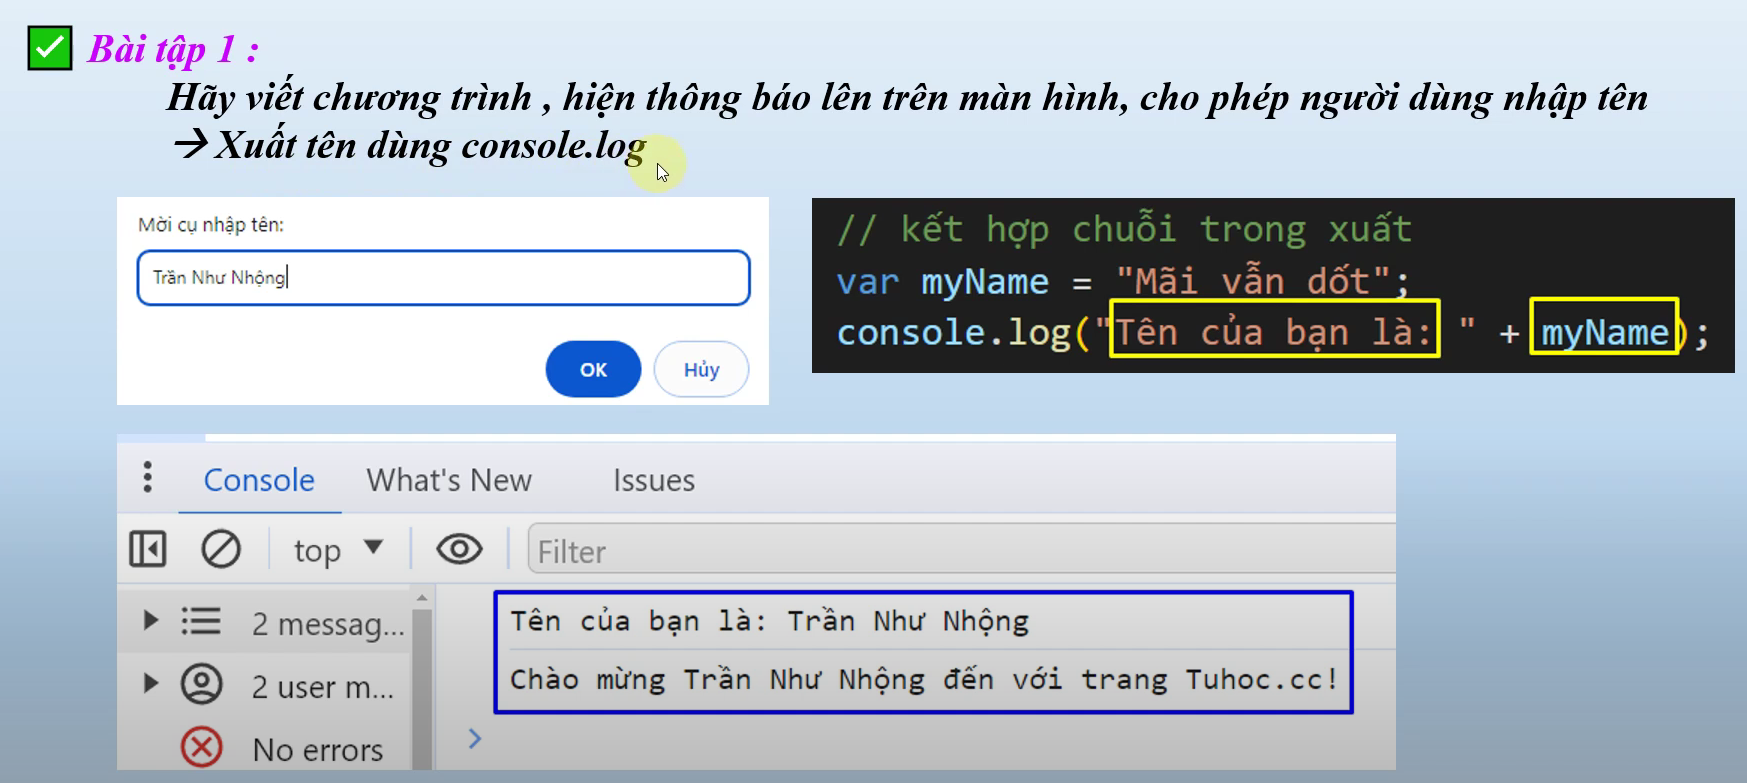 Bài tập 1 :
Hãy viết chương trình , hiện thông báo lên trên màn hình, cho phép người dùng nhập tên
→ Xuất tên dùng console.log
Mời cụ nhập tên:
Trần Như Nhộng
OK Hủy
// kết hợp chuỗi trong xuất
var myName = "Mãi vẫn dốt";
console.log("Tên của bạn là: " + myName);
Console What's New Issues
top Filter
2 messag...
2 user m...
No errors
Tên của bạn là: Trần Như Nhộng
Chào mừng Trần Như Nhộng đến với trang Tuhoc.cc!
>